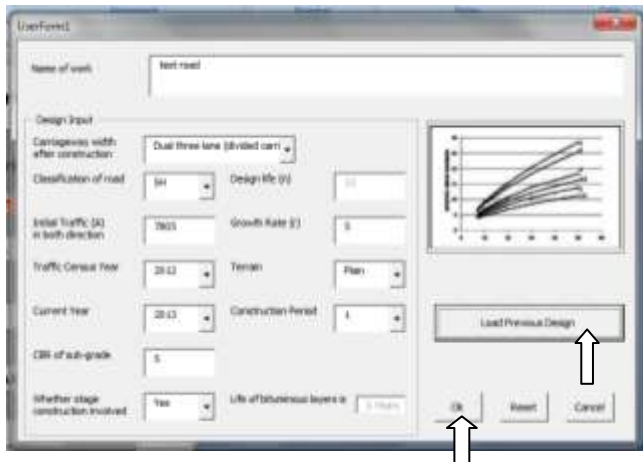 UserForm1
Name of work
test road
Design Input
Carriageway width
after construction
Dual three lane (divided carri
Classification of road
SH
Design life (n)
Initial Traffic (A)
in both direction
7865
Growth Rate (r)
5
Traffic Census Year
2012
Terrain
Plain
Current Year
2013
Construction Period
1
CBR of sub-grade
5
Whether stage
construction involved
Yes
Life of bituminous layers is
Load Previous Design
Ok
Reset
Cancel